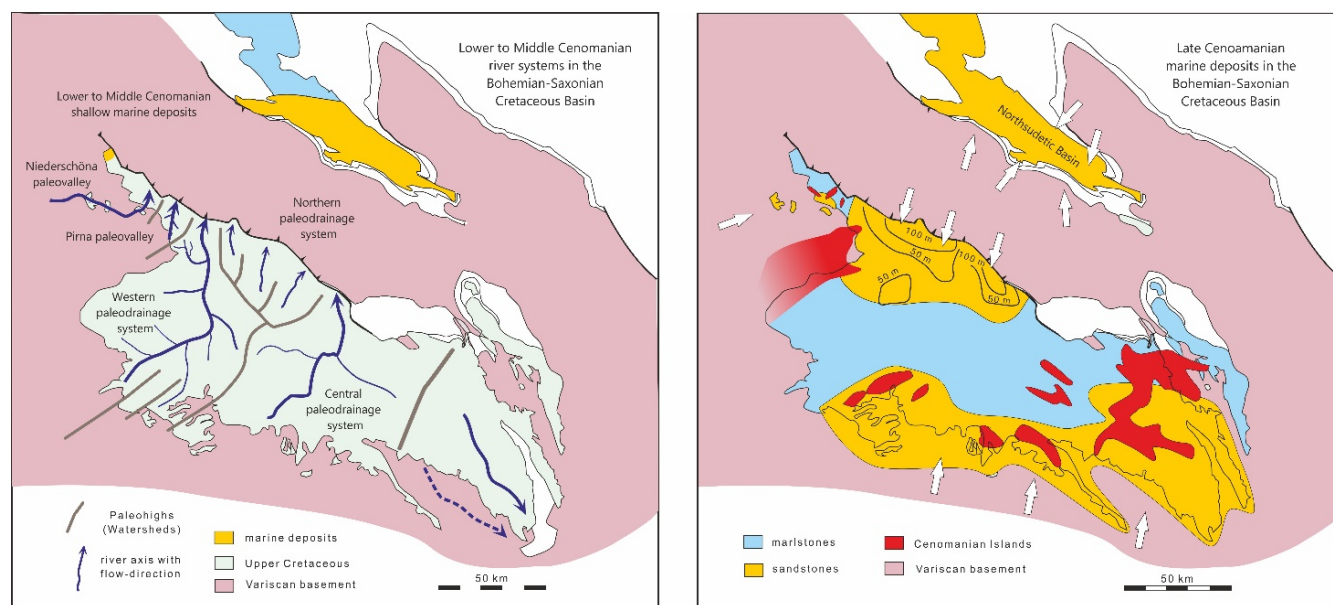 Lower to Middle Cenomanian
river systems in the
Bohemian-Saxonian
Cretaceous Basin
Lower to Middle Cenomanian
shallow marine deposits
Niederschöna
paleovalley
Northern
paleodrainage
system
Pirna paleovalley
Western
paleodrainage
system
Central
paleodrainage
system
Paleohighs
(Watersheds)
river axis with
flow-direction
marine deposits
Upper Cretaceous
Variscan basement
50 km
Late Cenoamanian
marine deposits in the
Bohemian-Saxonian
Cretaceous Basin
Northsudetic Basin
100 m
50 m
100 m
50 m
50 m
marlstones
sandstones
Cenomanian Islands
Variscan basement
50 km